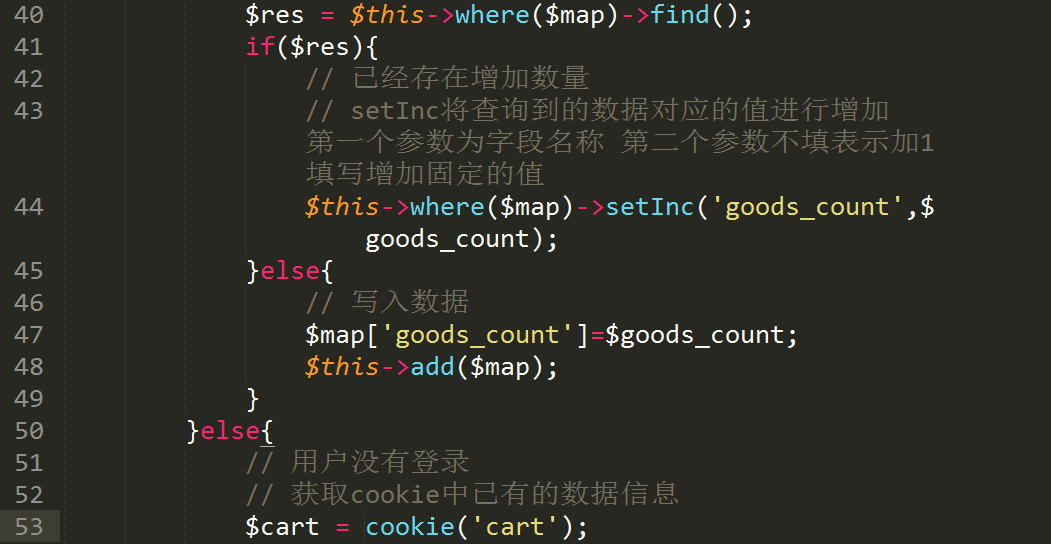 40 $res = $this->where($map)->find();
41 if($res){
42 // 已经存在增加数量
43 // setInc将查询到的数据对应的值进行增加
第一个参数为字段名称 第二个参数不填表示加1
填写增加固定的值
44 $this->where($map)->setInc('goods_count',$
goods_count);
45 }else{
46 // 写入数据
47 $map['goods_count']=$goods_count;
48 $this->add($map);
49 }
50 }else{
51 // 用户没有登录
52 // 获取cookie中已有的数据信息
53 $cart = cookie('cart');